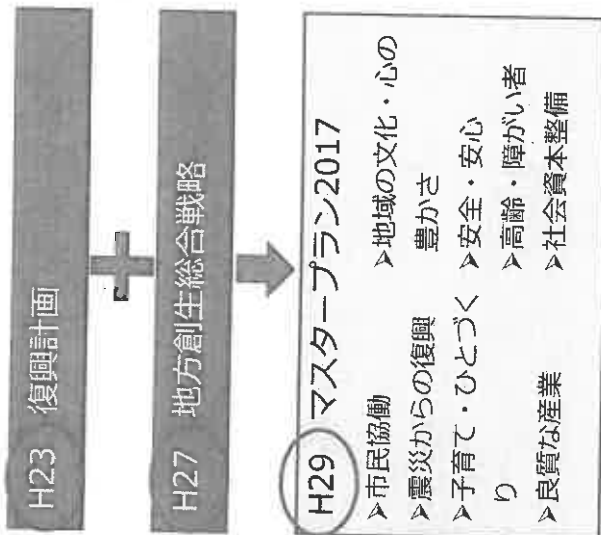 H23 復興計画
H27 地方創生総合戦略
H29 マスタープラン2017
➤市民協働
➤震災からの復興
➤子育て・ひとづく
り
➤良質な産業
➤地域の文化・心の
豊かさ
➤安全・安心
➤高齢・障がい者
➤社会資本整備